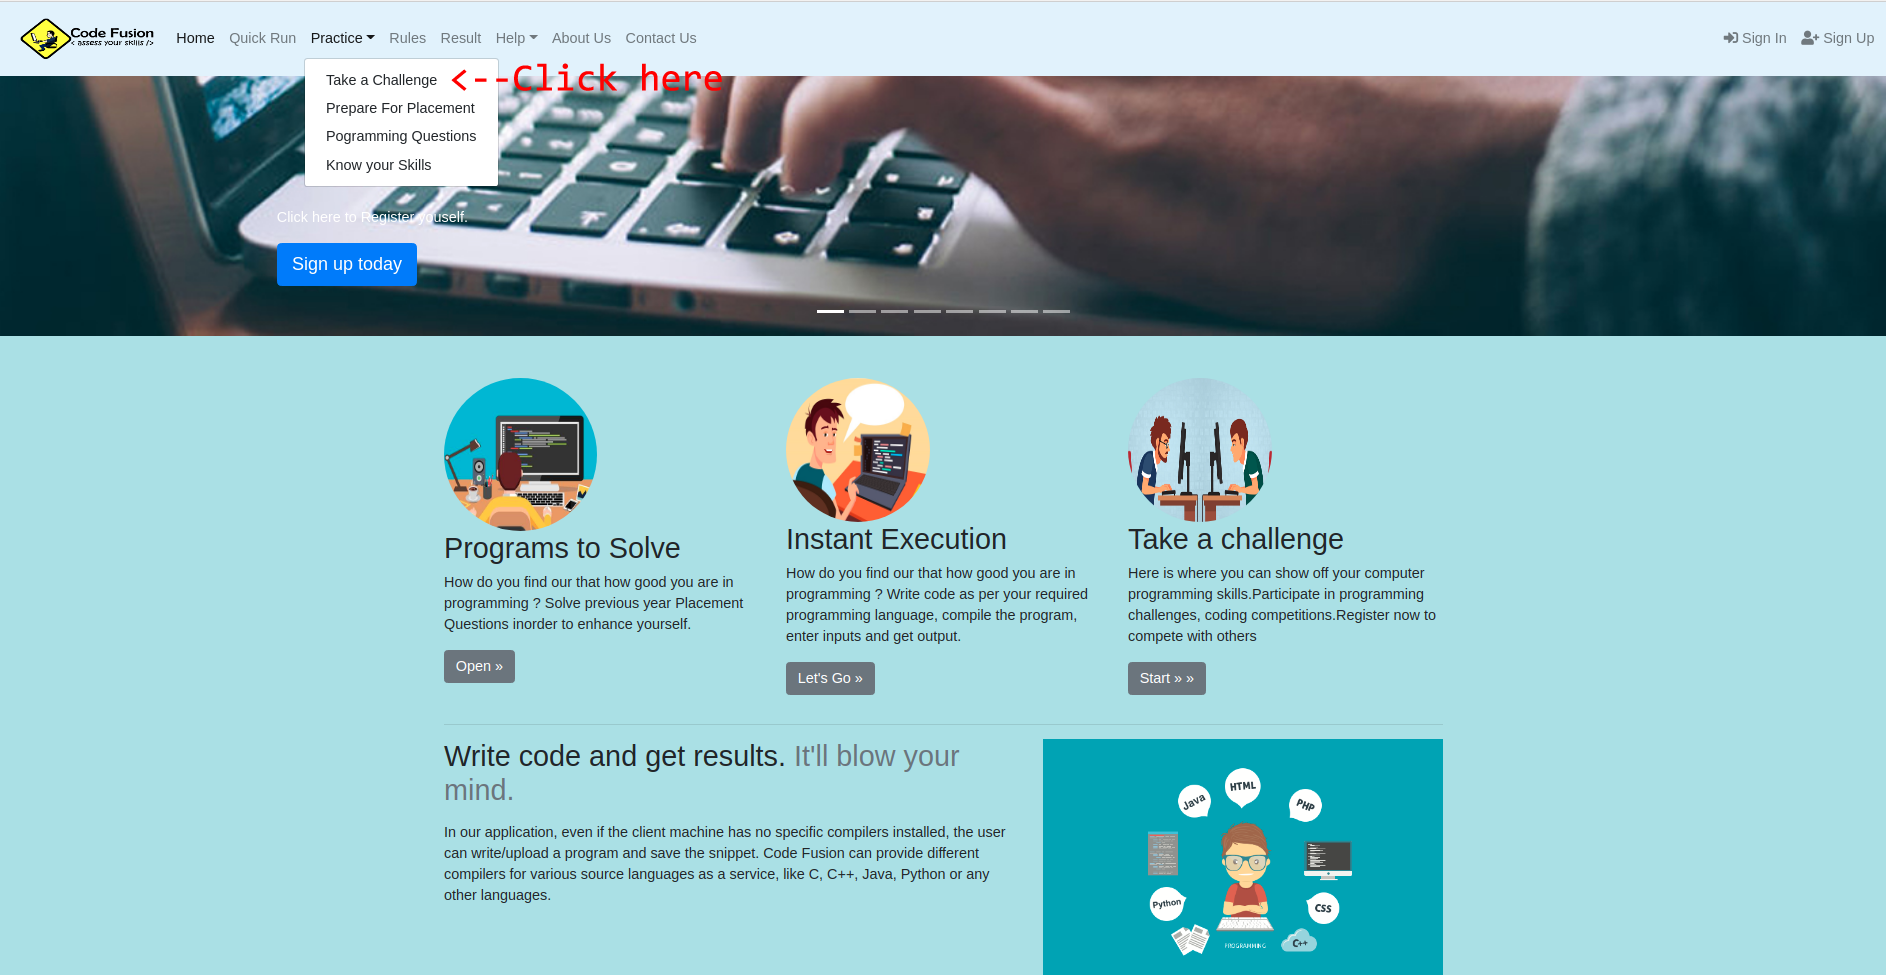 Code Fusion
< assess your skills />
Home Quick Run Practice Rules Result Help About Us Contact Us Sign In Sign Up
Take a Challenge <--Click here
Prepare For Placement
Pogramming Questions
Know your Skills
Click here to Register youself.
Sign up today
Programs to Solve
How do you find our that how good you are in
programming ? Solve previous year Placement
Questions inorder to enhance yourself.
Open »
Instant Execution
How do you find our that how good you are in
programming ? Write code as per your required
programming language, compile the program,
enter inputs and get output.
Let's Go »
Take a challenge
Here is where you can show off your computer
programming skills.Participate in programming
challenges, coding competitions.Register now to
compete with others
Start » »
Write code and get results. It'll blow your
mind.
In our application, even if the client machine has no specific compilers installed, the user
can write/upload a program and save the snippet. Code Fusion can provide different
compilers for various source languages as a service, like C, C++, Java, Python or any
other languages.
Java
HTML
PHP
Python
CSS
C++
PROGRAMMING